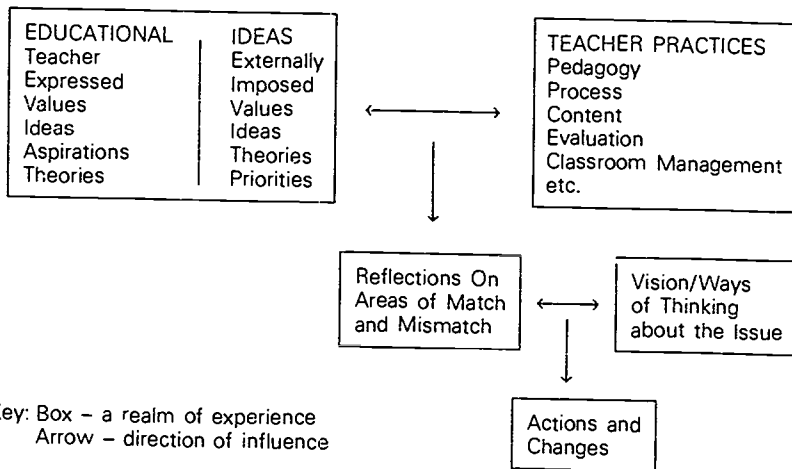 EDUCATIONAL
Teacher
Expressed
Values
Ideas
Aspirations
Theories
IDEAS
Externally
Imposed
Values
Ideas
Theories
Priorities
TEACHER PRACTICES
Pedagogy
Process
Content
Evaluation
Classroom Management
etc.
Reflections On
Areas of Match
and Mismatch
Vision/Ways
of Thinking
about the Issue
Actions and
Changes
ey: Box – a realm of experience
Arrow – direction of influence